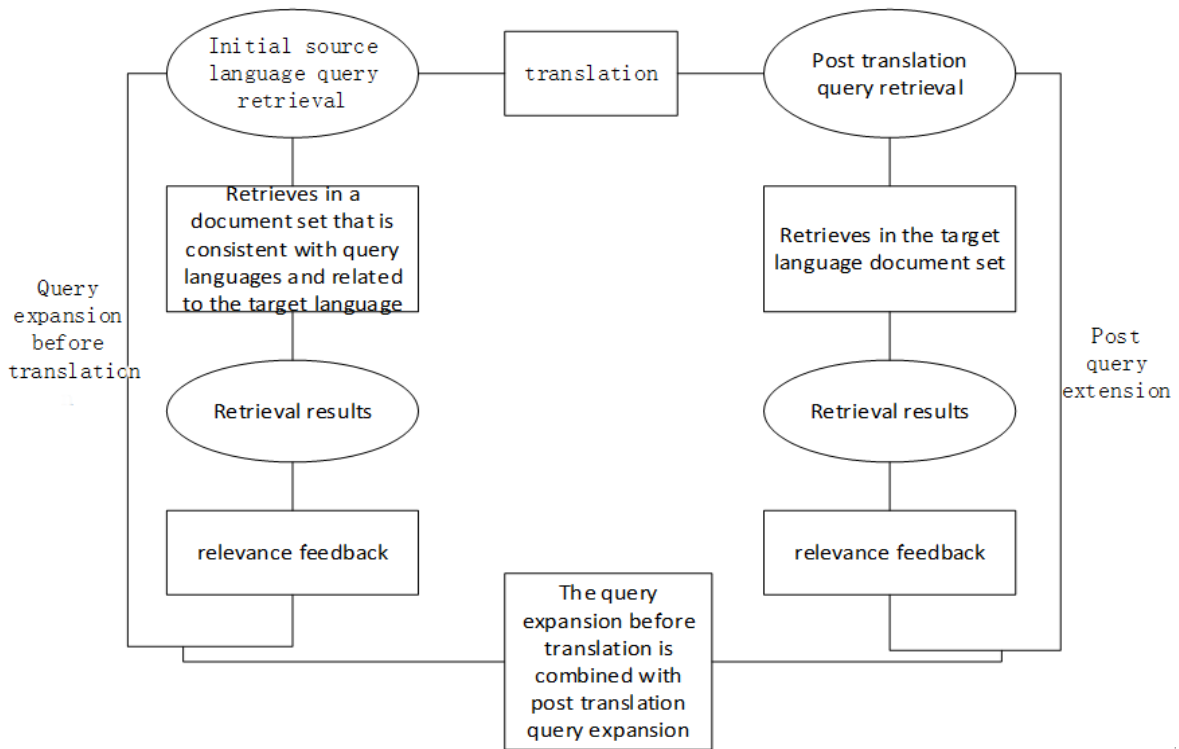 Initial source
language query
retrieval
translation
Post translation
query retrieval
Retrieves in a
document set that is
consistent with query
languages and related
to the target language
Retrieves in the target
language document set
Query
expansion
before
translation
Post
query
extension
Retrieval results
Retrieval results
relevance feedback
relevance feedback
The query
expansion before
translation is
combined with
post translation
query expansion